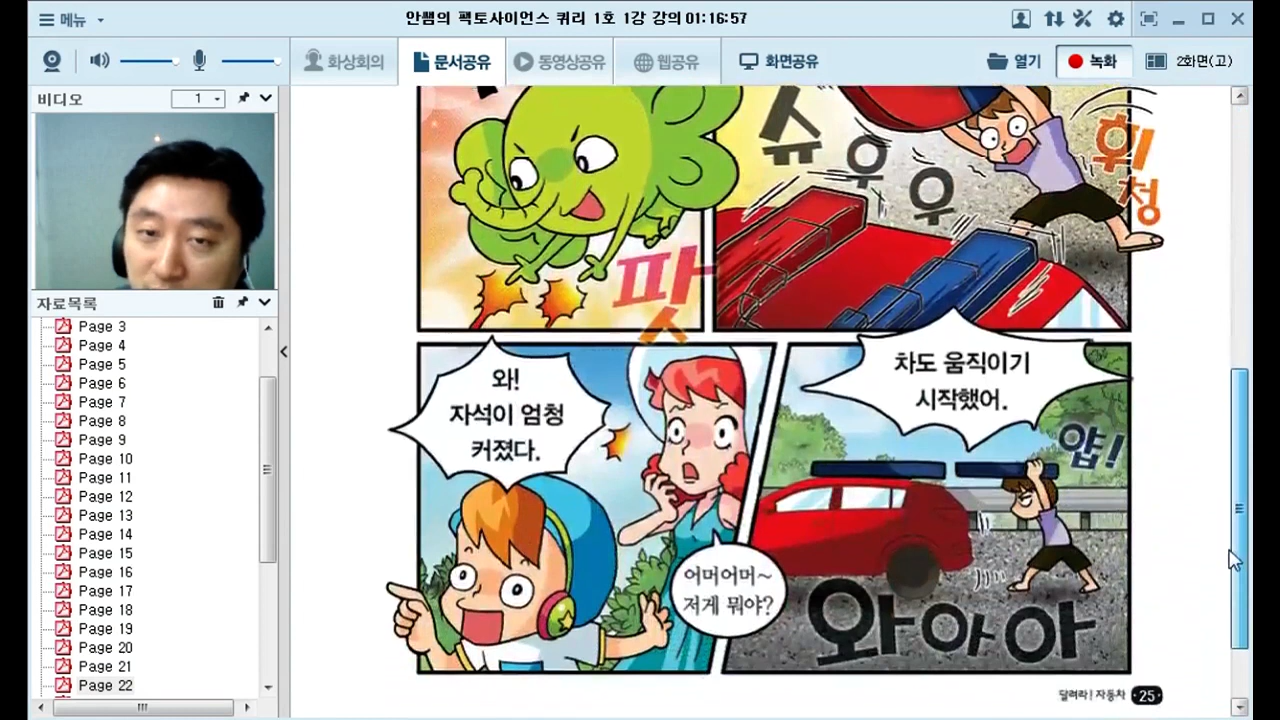 메뉴
안쌤의 팩토사이언스 쿼리 1호 1강 강의01:16:57
화상회의
문서공유
동영상공유
웹공유
화면공유
열기
녹화
2화면(고)
비디오
1
자료목록
Page 3
Page 4
Page 5
Page 6
Page 7
Page 8
Page 9
Page 10
Page 11
Page 12
Page 13
Page 14
Page 15
Page 16
Page 17
Page 18
Page 19
Page 20
Page 21
Page 22
팟
슈우우
휘청
와!
자석이 엄청
커졌다.
어머어머~
저게 뭐야?
차도 움직이기
시작했어.
얍!
와아아
달려라! 자동차 25